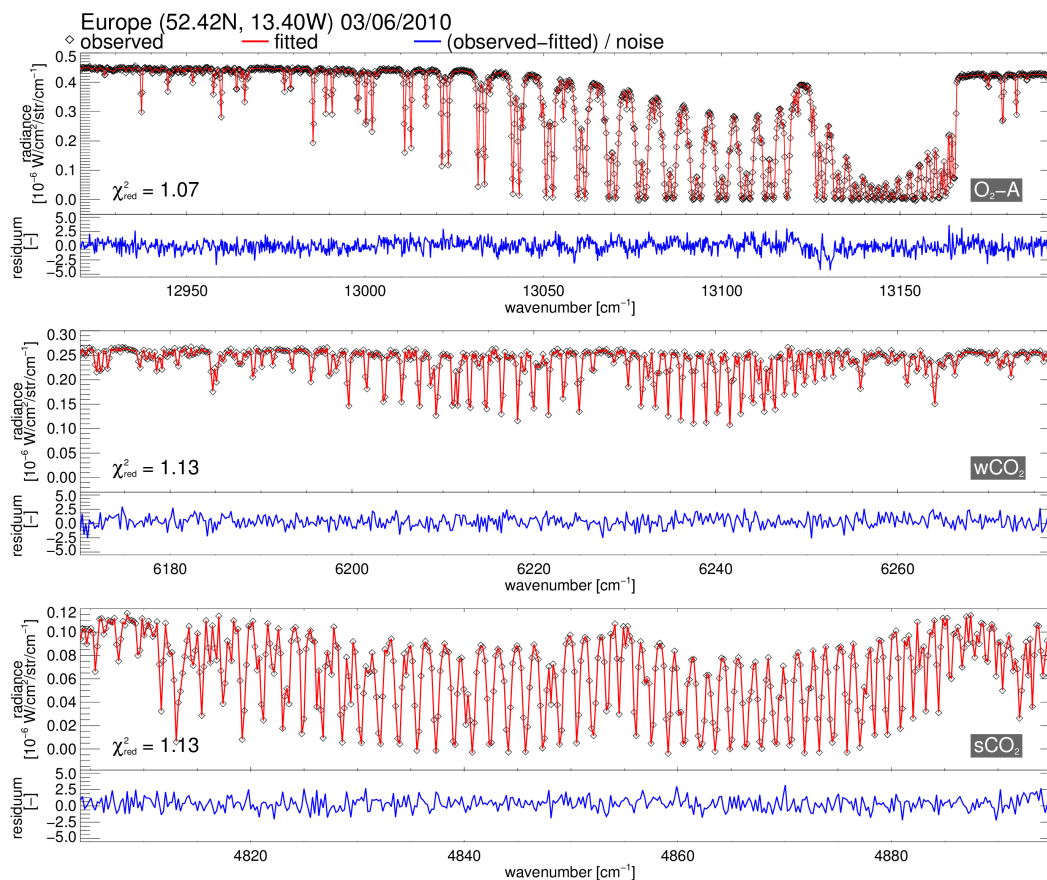 Europe (52.42N, 13.40W) 03/06/2010
observed fitted (observed−fitted) / noise
radiance
[10⁻⁶ W/cm²/str/cm⁻¹]
0.5
0.4
0.3
0.2
0.1
0.0
χ²red = 1.07
O₂−A
residuum
[−]
5.0
2.5
0.0
−2.5
−5.0
12950 13000 13050 13100 13150
wavenumber [cm⁻¹]
radiance
[10⁻⁶ W/cm²/str/cm⁻¹]
0.30
0.25
0.20
0.15
0.10
0.05
0.00
χ²red = 1.13
wCO₂
residuum
[−]
5.0
2.5
0.0
−2.5
−5.0
6180 6200 6220 6240 6260
wavenumber [cm⁻¹]
radiance
[10⁻⁶ W/cm²/str/cm⁻¹]
0.12
0.10
0.08
0.06
0.04
0.02
0.00
χ²red = 1.13
sCO₂
residuum
[−]
5.0
2.5
0.0
−2.5
−5.0
4820 4840 4860 4880
wavenumber [cm⁻¹]